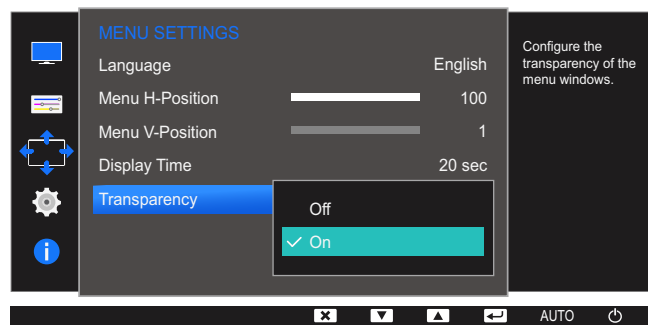 MENU SETTINGS
Language English
Menu H-Position 100
Menu V-Position 1
Display Time 20 sec
Transparency
Off
On
Configure the
transparency of the
menu windows.
AUTO